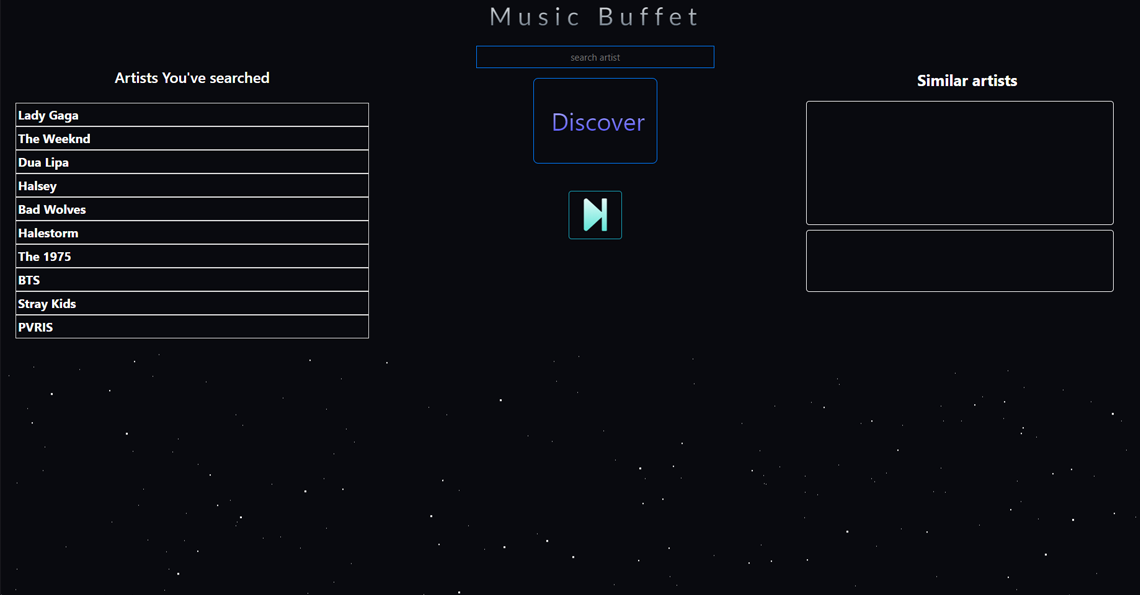 Music Buffet
search artist
Discover
Artists You've searched
Lady Gaga
The Weeknd
Dua Lipa
Halsey
Bad Wolves
Halestorm
The 1975
BTS
Stray Kids
PVRIS
Similar artists